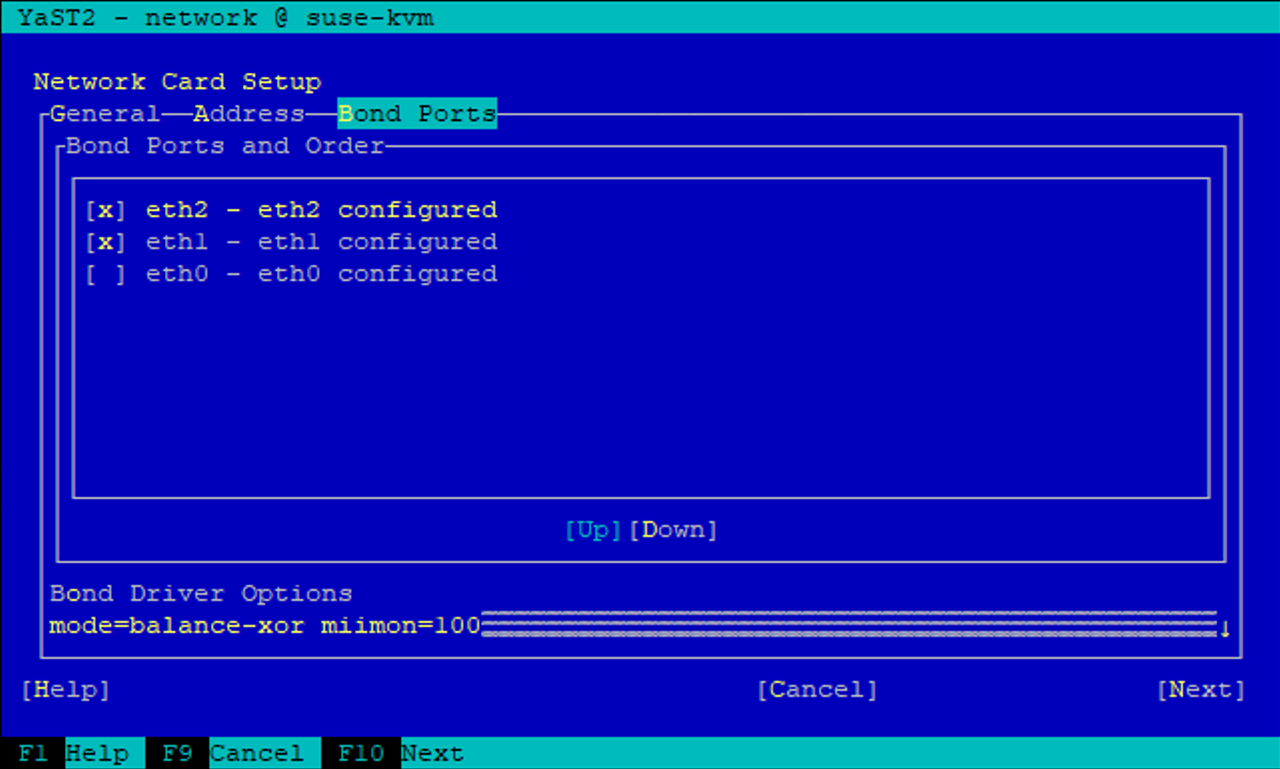 YaST2 - network @ suse-kvm
Network Card Setup
General Address Bond Ports
Bond Ports and Order
[x] eth2 - eth2 configured
[x] eth1 - eth1 configured
[ ] eth0 - eth0 configured
[Up][Down]
Bond Driver Options
mode=balance-xor miimon=100
[Help] [Cancel] [Next]
F1 Help F9 Cancel F10 Next